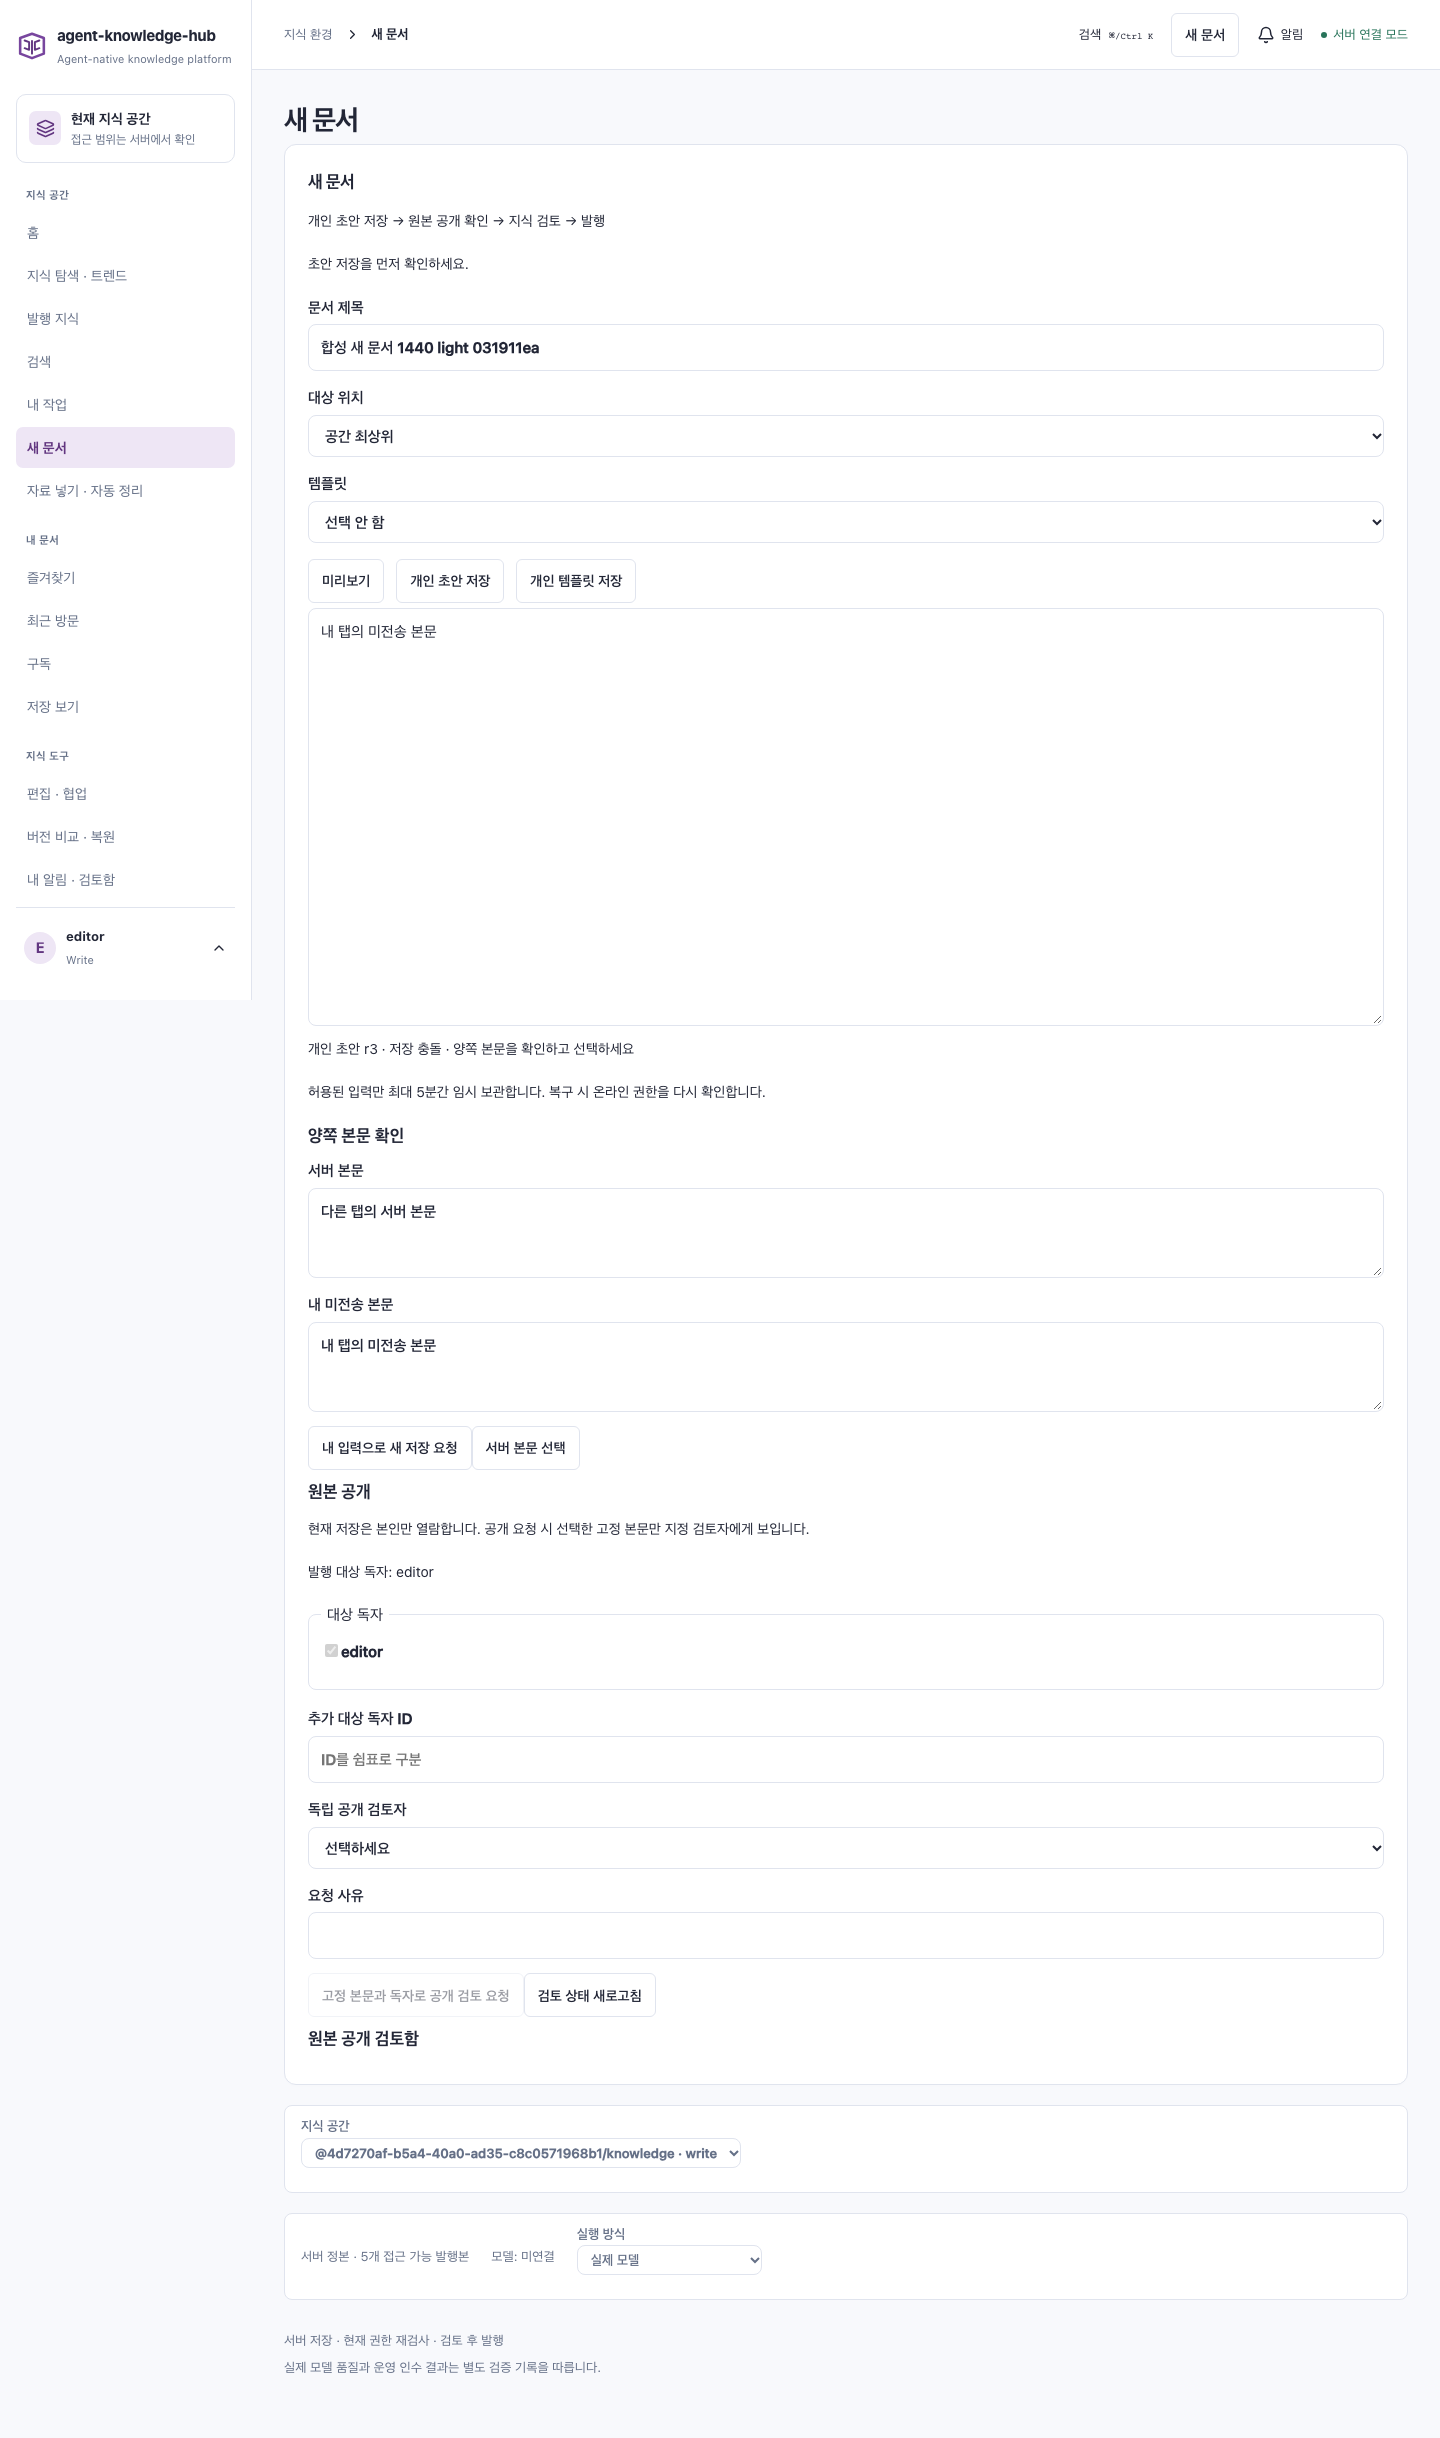 agent-knowledge-hub
Agent-native knowledge platform
현재 지식 공간
접근 범위는 서버에서 확인
지식 공간
홈
지식 탐색 · 트렌드
발행 지식
검색
내 작업
새 문서
자료 넣기 · 자동 정리
내 문서
즐겨찾기
최근 방문
구독
저장 보기
지식 도구
편집 · 협업
버전 비교 · 복원
내 알림 · 검토함
E
editor
Write
지식 환경 > 새 문서
검색 ⌘/Ctrl K
새 문서
알림
서버 연결 모드
새 문서
새 문서
개인 초안 저장 → 원본 공개 확인 → 지식 검토 → 발행
초안 저장을 먼저 확인하세요.
문서 제목
합성 새 문서 1440 light 031911ea
대상 위치
공간 최상위
템플릿
선택 안 함
미리보기 개인 초안 저장 개인 템플릿 저장
내 탭의 미전송 본문
개인 초안 r3 · 저장 충돌 · 양쪽 본문을 확인하고 선택하세요
허용된 입력만 최대 5분간 임시 보관합니다. 복구 시 온라인 권한을 다시 확인합니다.
양쪽 본문 확인
서버 본문
다른 탭의 서버 본문
내 미전송 본문
내 탭의 미전송 본문
내 입력으로 새 저장 요청 서버 본문 선택
원본 공개
현재 저장은 본인만 열람합니다. 공개 요청 시 선택한 고정 본문만 지정 검토자에게 보입니다.
발행 대상 독자: editor
대상 독자
editor
추가 대상 독자 ID
ID를 쉼표로 구분
독립 공개 검토자
선택하세요
요청 사유
고정 본문과 독자로 공개 검토 요청 검토 상태 새로고침
원본 공개 검토함
지식 공간
@4d7270af-b5a4-40a0-ad35-c8c0571968b1/knowledge · write
실행 방식
서버 정본 · 5개 접근 가능 발행본 모델: 미연결 실제 모델
서버 저장 · 현재 권한 재검사 · 검토 후 발행
실제 모델 품질과 운영 인수 결과는 별도 검증 기록을 따릅니다.